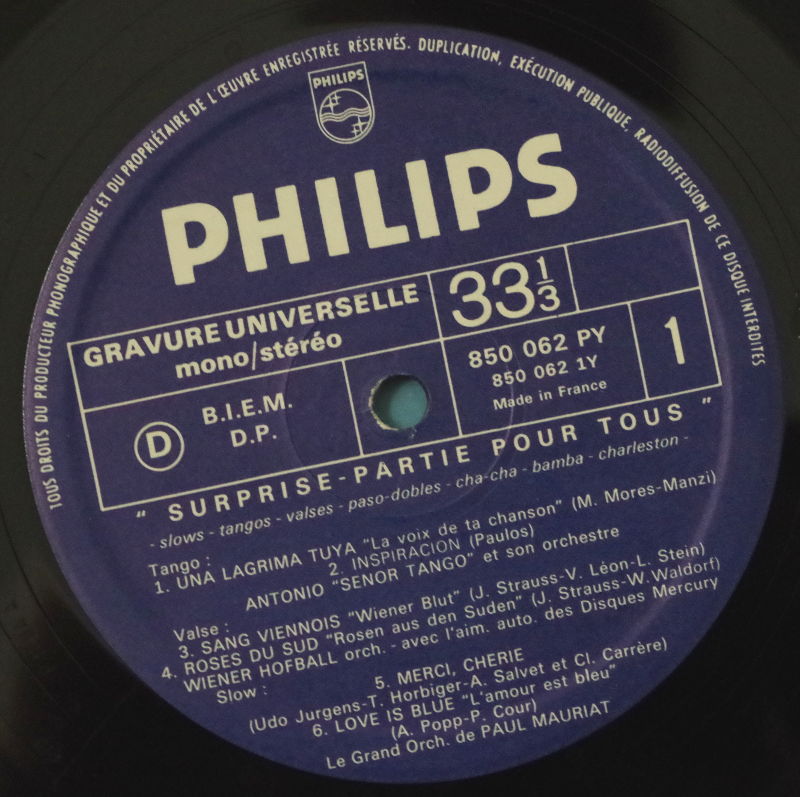 TOUS DROITS DU PRODUCTEUR PHONOGRAPHIQUE ET DU PROPRIÉTAIRE DE L'ŒUVRE ENREGISTRÉE RÉSERVÉS. DUPLICATION, EXÉCUTION PUBLIQUE, RADIODIFFUSION DE CE DISQUE INTERDITES
PHILIPS
PHILIPS
GRAVURE UNIVERSELLE
mono/stéréo
33 1/3
D
B.I.E.M.
D.P.
850 062 PY
850 062 1Y
Made in France
1
" SURPRISE-PARTIE POUR TOUS "
- slows - tangos - valses - paso-dobles - cha-cha - bamba - charleston -
Tango :
1. UNA LAGRIMA TUYA "La voix de ta chanson" (M. Mores-Manzi)
2. INSPIRACION (Paulos)
ANTONIO "SENOR TANGO" et son orchestre
Valse :
3. SANG VIENNOIS "Wiener Blut" (J. Strauss-V. Léon-L. Stein)
4. ROSES DU SUD "Rosen aus den Suden" (J. Strauss-W. Waldorf)
WIENER HOFBALL orch. - avec l'aim. auto. des Disques Mercury
Slow :
5. MERCI, CHERIE
(Udo Jurgens-T. Horbiger-A. Salvet et Cl. Carrère)
6. LOVE IS BLUE "L'amour est bleu"
(A. Popp-P. Cour)
Le Grand Orch. de PAUL MAURIAT